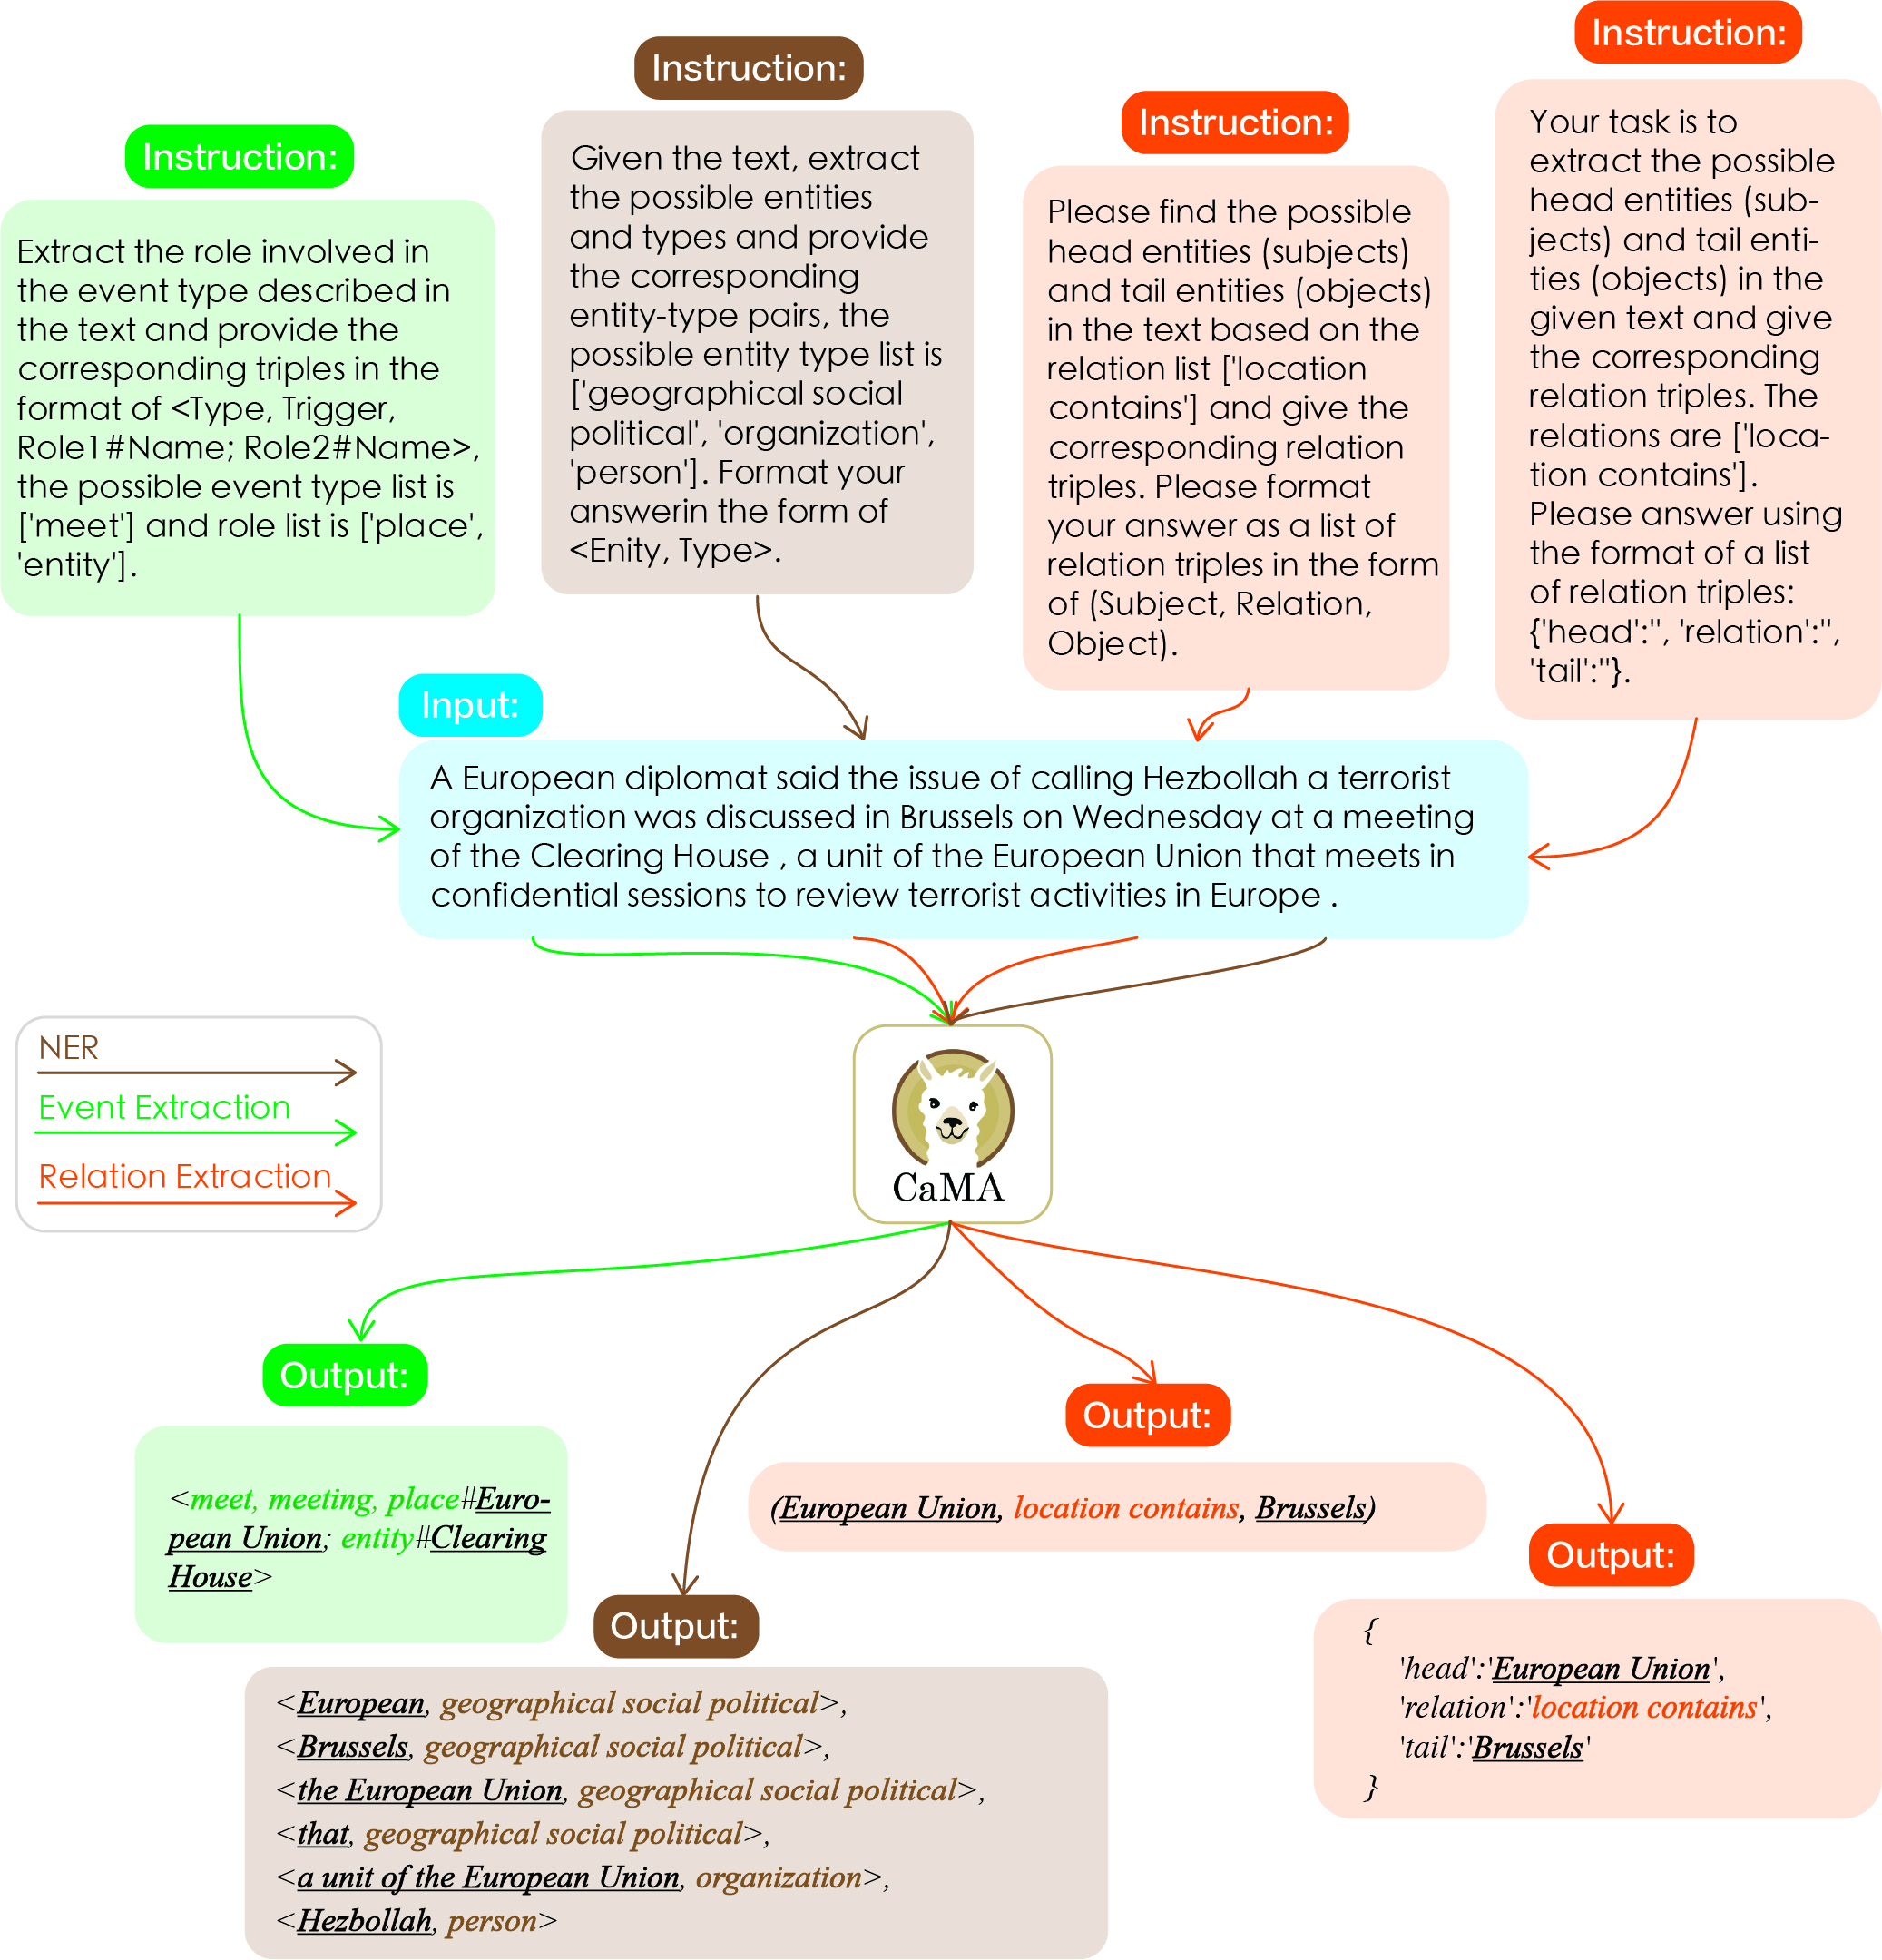 Instruction:
Extract the role involved in
the event type described in
the text and provide the
corresponding triples in the
format of <Type, Trigger,
Role1#Name; Role2#Name>,
the possible event type list is
['meet'] and role list is ['place',
'entity'].
Instruction:
Given the text, extract
the possible entities
and types and provide
the corresponding
entity-type pairs, the
possible entity type list is
['geographical social
political', 'organization',
'person']. Format your
answerin the form of
<Enity, Type>.
Instruction:
Please find the possible
head entities (subjects)
and tail entities (objects)
in the text based on the
relation list ['location
contains'] and give the
corresponding relation
triples. Please format
your answer as a list of
relation triples in the form
of (Subject, Relation,
Object).
Instruction:
Your task is to
extract the possible
head entities (sub-
jects) and tail enti-
ties (objects) in the
given text and give
the corresponding
relation triples. The
relations are ['loca-
tion contains'].
Please answer using
the format of a list
of relation triples:
{'head':'', 'relation':'',
'tail':''}.
Input:
A European diplomat said the issue of calling Hezbollah a terrorist
organization was discussed in Brussels on Wednesday at a meeting
of the Clearing House , a unit of the European Union that meets in
confidential sessions to review terrorist activities in Europe .
NER
Event Extraction
Relation Extraction
CaMA
Output:
<meet, meeting, place#Euro-
pean Union; entity#Clearing
House>
Output:
<European, geographical social political>,
<Brussels, geographical social political>,
<the European Union, geographical social political>,
<that, geographical social political>,
<a unit of the European Union, organization>,
<Hezbollah, person>
Output:
(European Union, location contains, Brussels)
Output:
{
'head':'European Union',
'relation':'location contains',
'tail':'Brussels'
}